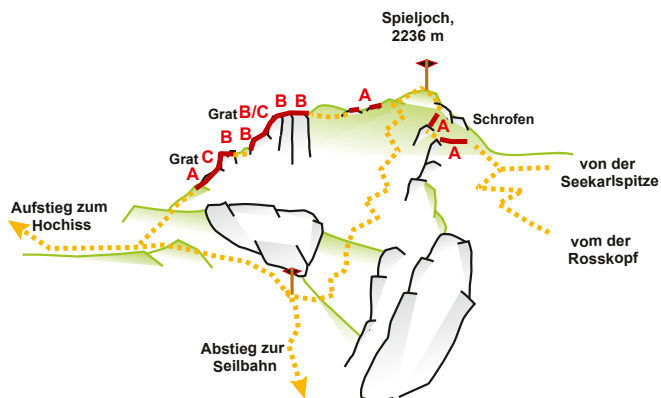 Spieljoch,
2236 m
B/C
B
B
Grat
A
Schrofen
B
B
A
Grat
C
A
A
von der
Seekarlspitze
Aufstieg zum
Hochiss
vom der
Rosskopf
Abstieg zur
Seilbahn